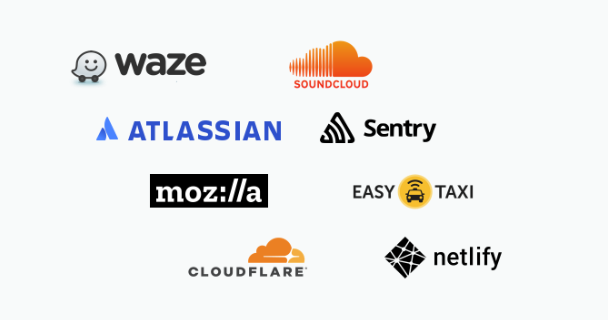 waze
SOUNDCLOUD
ATLASSIAN
Sentry
moz://a
EASY TAXI
CLOUDFLARE
netlify